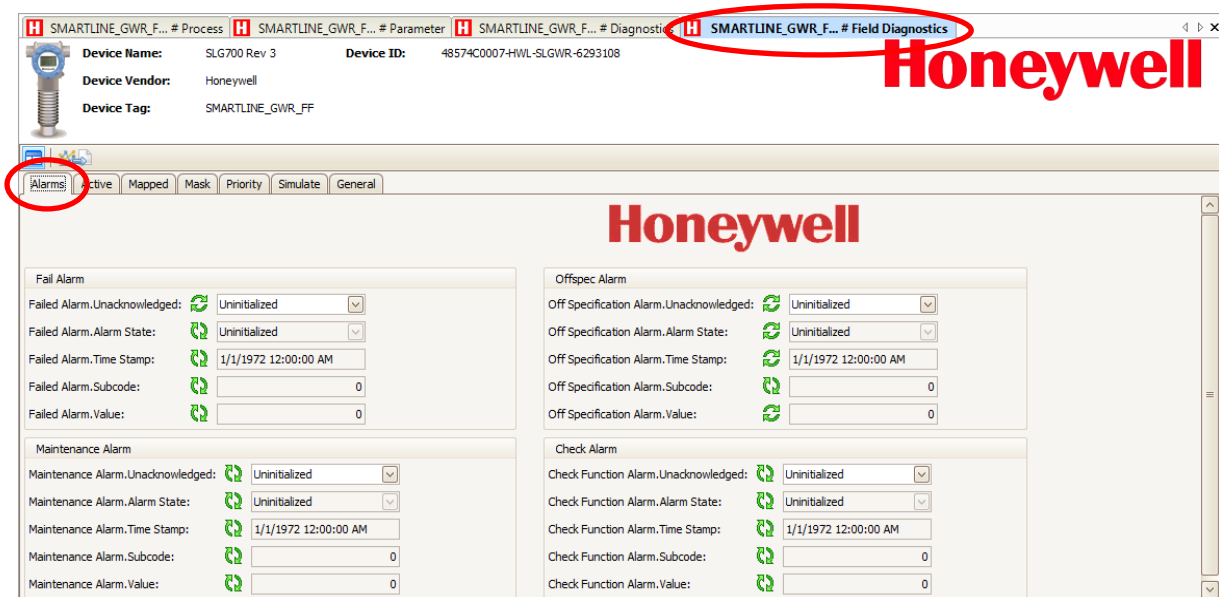 SMARTLINE_GWR_F... # Process SMARTLINE_GWR_F... # Parameter SMARTLINE_GWR_F... # Diagnostics SMARTLINE_GWR_F... # Field Diagnostics
Device Name: SLG700 Rev 3 Device ID: 48574C0007-HWL-SLGWR-6293108
Honeywell
Device Vendor: Honeywell
Device Tag: SMARTLINE_GWR_FF
Alarms Active Mapped Mask Priority Simulate General
Honeywell
Fail Alarm
Failed Alarm.Unacknowledged: Uninitialized
Failed Alarm.Alarm State: Uninitialized
Failed Alarm.Time Stamp: 1/1/1972 12:00:00 AM
Failed Alarm.Subcode: 0
Failed Alarm.Value: 0
Offspec Alarm
Off Specification Alarm.Unacknowledged: Uninitialized
Off Specification Alarm.Alarm State: Uninitialized
Off Specification Alarm.Time Stamp: 1/1/1972 12:00:00 AM
Off Specification Alarm.Subcode: 0
Off Specification Alarm.Value: 0
Maintenance Alarm
Maintenance Alarm.Unacknowledged: Uninitialized
Maintenance Alarm.Alarm State: Uninitialized
Maintenance Alarm.Time Stamp: 1/1/1972 12:00:00 AM
Maintenance Alarm.Subcode: 0
Maintenance Alarm.Value: 0
Check Alarm
Check Function Alarm.Unacknowledged: Uninitialized
Check Function Alarm.Alarm State: Uninitialized
Check Function Alarm.Time Stamp: 1/1/1972 12:00:00 AM
Check Function Alarm.Subcode: 0
Check Function Alarm.Value: 0